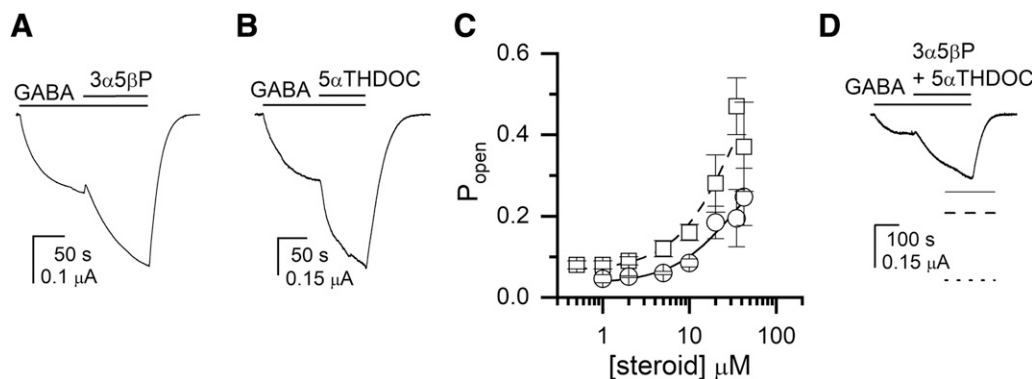 A
3α5βP
GABA
50 s
0.1 μA
B
GABA 5αTHDOC
50 s
0.15 μA
C
0.6
0.4
0.2
0.0
P open
1 10 100
[steroid] μM
D
3α5βP
GABA + 5αTHDOC
100 s
0.15 μA